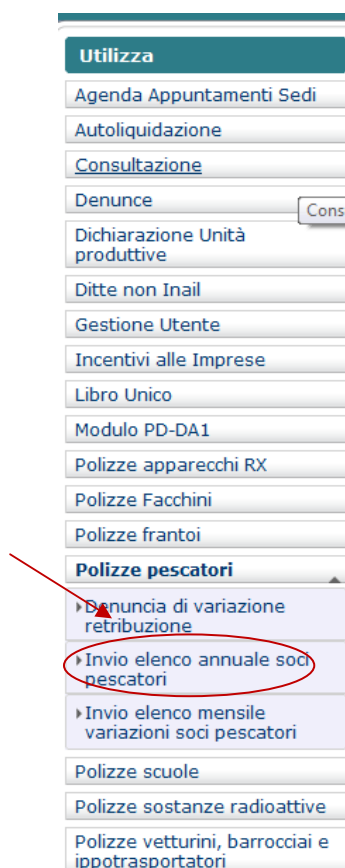 Utilizza
Agenda Appuntamenti Sedi
Autoliquidazione
Consultazione
Denunce
Cons
Dichiarazione Unità
produttive
Ditte non Inail
Gestione Utente
Incentivi alle Imprese
Libro Unico
Modulo PD-DA1
Polizze apparecchi RX
Polizze Facchini
Polizze frantoi
Polizze pescatori
Denuncia di variazione
retribuzione
Invio elenco annuale soci
pescatori
Invio elenco mensile
variazioni soci pescatori
Polizze scuole
Polizze sostanze radioattive
Polizze vetturini, barrocciai e
ippotrasportatori